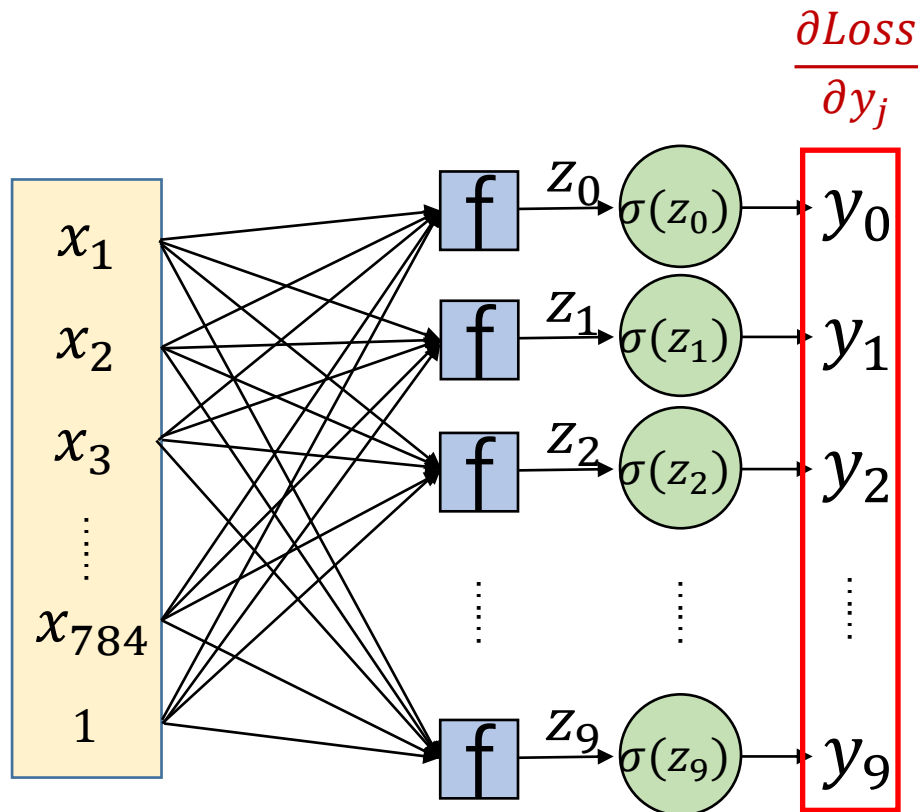 ∂Loss
∂y_j
x_1
x_2
x_3
......
x_784
1
f z_0 σ(z_0) y_0
f z_1 σ(z_1) y_1
f z_2 σ(z_2) y_2
...... ...... ......
f z_9 σ(z_9) y_9